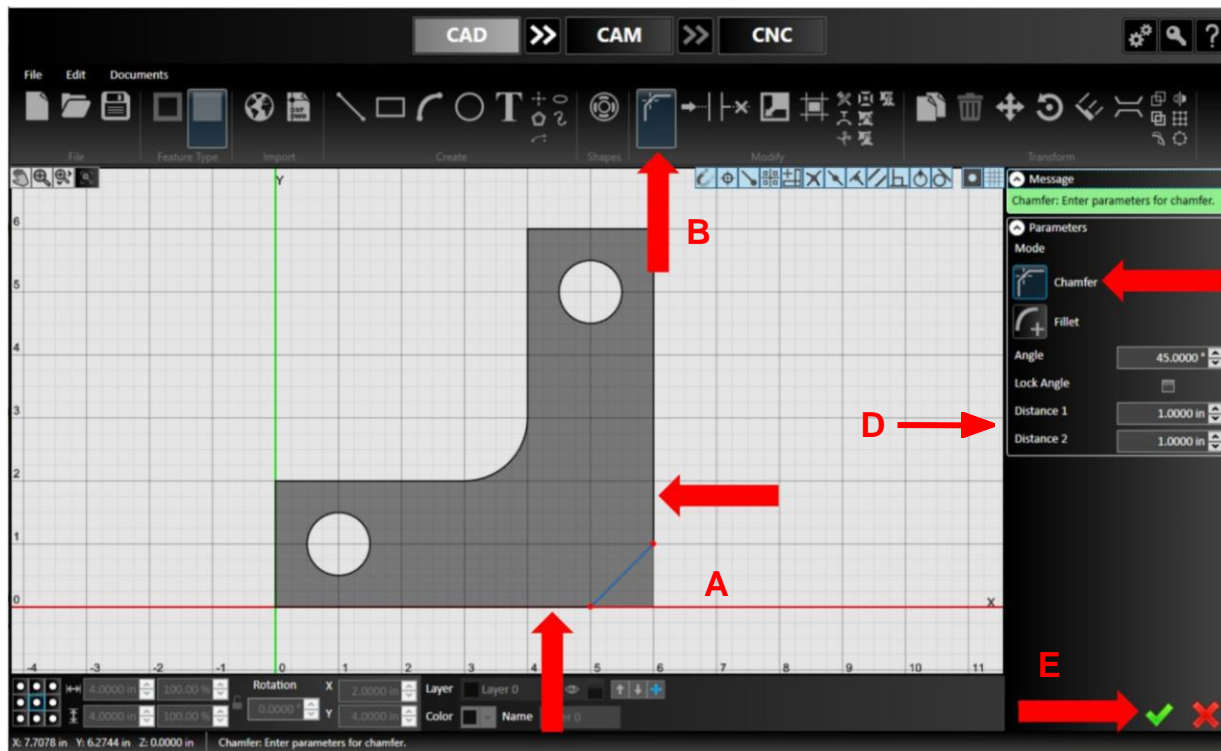 CAD CAM CNC
File Edit Documents
File Feature Type Import Create Shapes Modify Transform
T
?
Y
Message
Chamfer: Enter parameters for chamfer.
B
Parameters
Mode
Chamfer
Fillet
Angle 45.0000 °
Lock Angle
D
Distance 1 1.0000 in
Distance 2 1.0000 in
6
5
4
3
2
1
0
A
X
E
-4 -3 -2 -1 0 1 2 3 4 5 6 7 8 9 10 11
4.0000 in 100.00 % Rotation X 2.0000 in Layer Layer 0
4.0000 in 100.00 % 0.0000 ° Y 4.0000 in Color Name
X: 7.7078 in Y: 6.2744 in Z: 0.0000 in Chamfer: Enter parameters for chamfer.